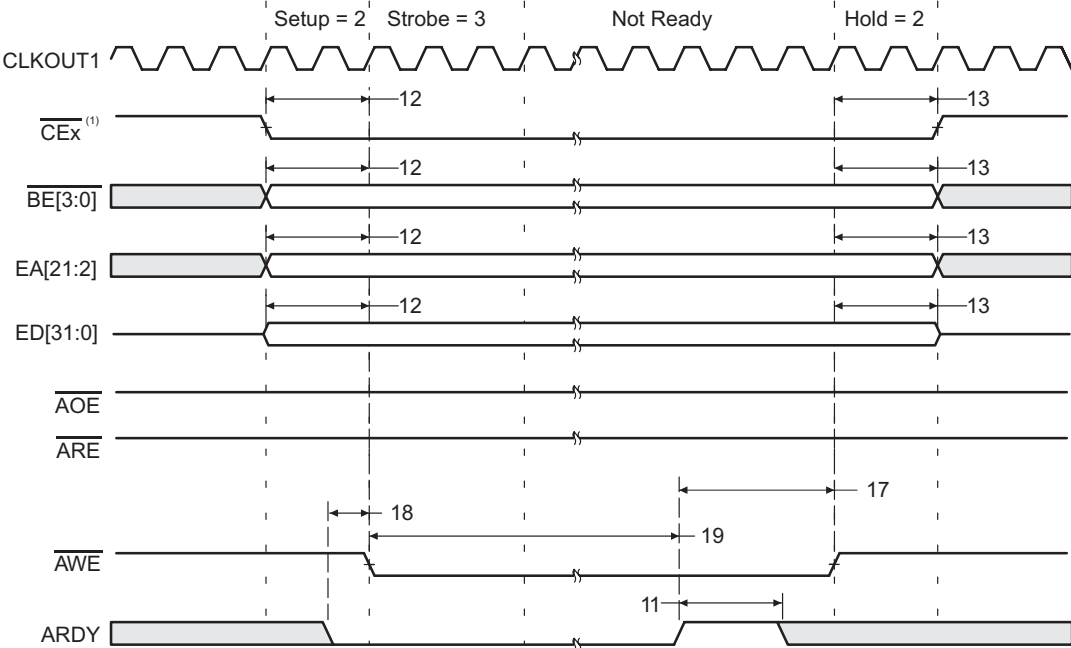 Setup = 2 Strobe = 3 Not Ready Hold = 2
CLKOUT1
12 13
CEx (1)
12 13
BE[3:0]
12 13
EA[21:2]
12 13
ED[31:0]
AOE
ARE
17
18
19
AWE
11
ARDY